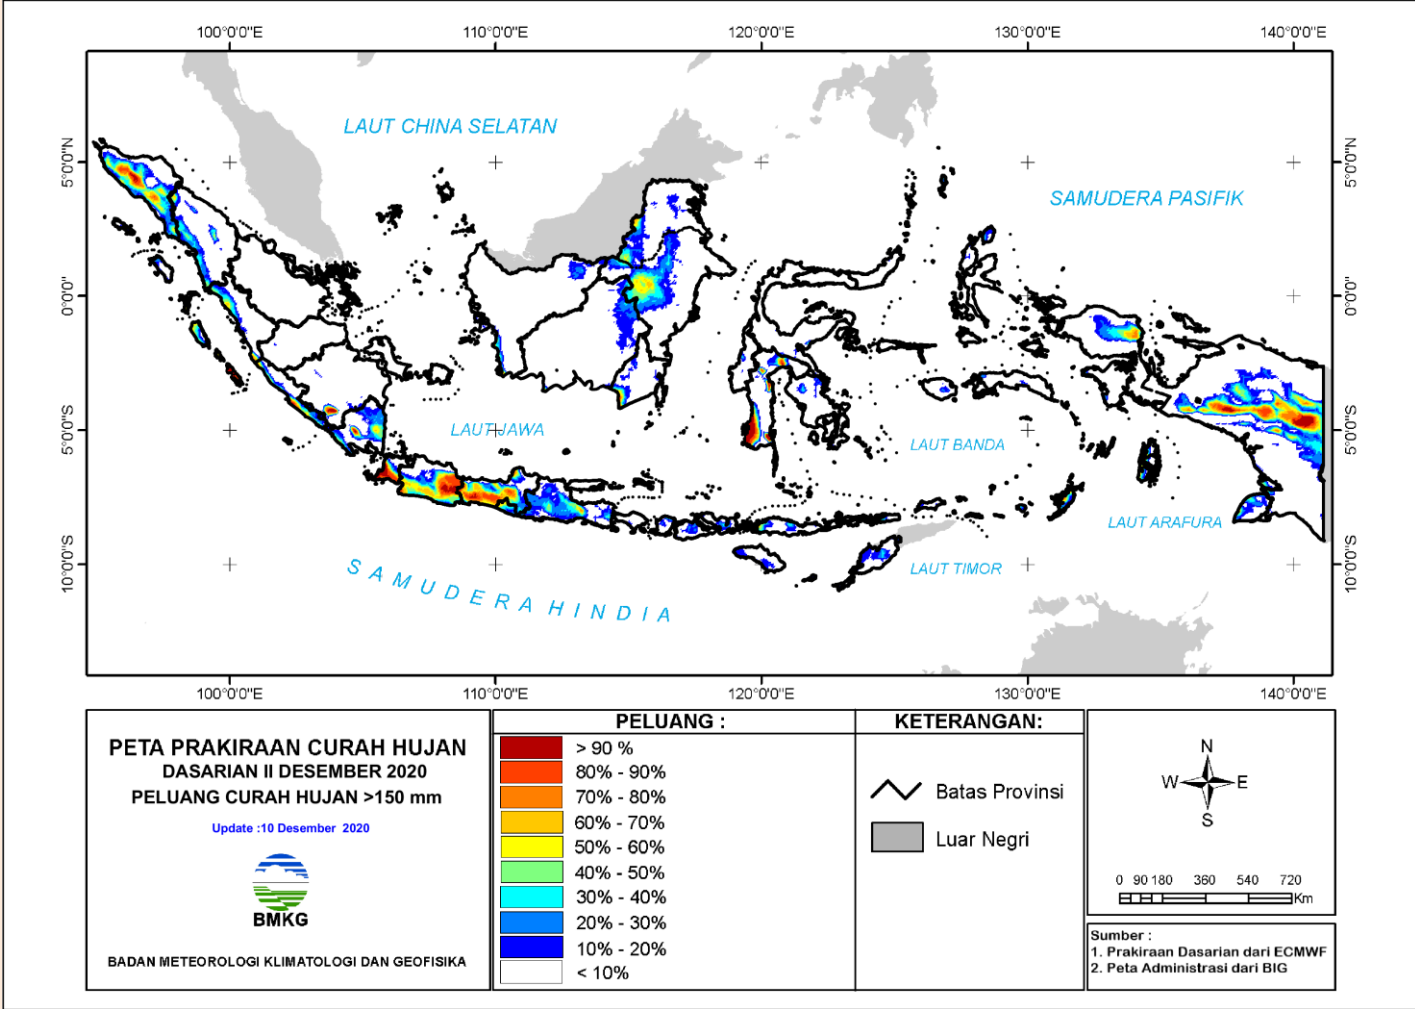 100°0'0"E 110°0'0"E 120°0'0"E 130°0'0"E 140°0'0"E
5°0'0"N 5°0'0"N
LAUT CHINA SELATAN
SAMUDERA PASIFIK
0°0'0" 0°0'0"
LAUT JAWA
5°0'0"S 5°0'0"S
LAUT BANDA
LAUT ARAFURA
10°0'0"S 10°0'0"S
LAUT TIMOR
SAMUDERA HINDIA
100°0'0"E 110°0'0"E 120°0'0"E 130°0'0"E 140°0'0"E
PETA PRAKIRAAN CURAH HUJAN
DASARIAN II DESEMBER 2020
PELUANG CURAH HUJAN >150 mm
Update :10 Desember 2020
BMKG
BADAN METEOROLOGI KLIMATOLOGI DAN GEOFISIKA
PELUANG :
> 90 %
80% - 90%
70% - 80%
60% - 70%
50% - 60%
40% - 50%
30% - 40%
20% - 30%
10% - 20%
< 10%
KETERANGAN:
Batas Provinsi
Luar Negri
N
W E
S
0 90 180 360 540 720
Km
Sumber :
1. Prakiraan Dasarian dari ECMWF
2. Peta Administrasi dari BIG